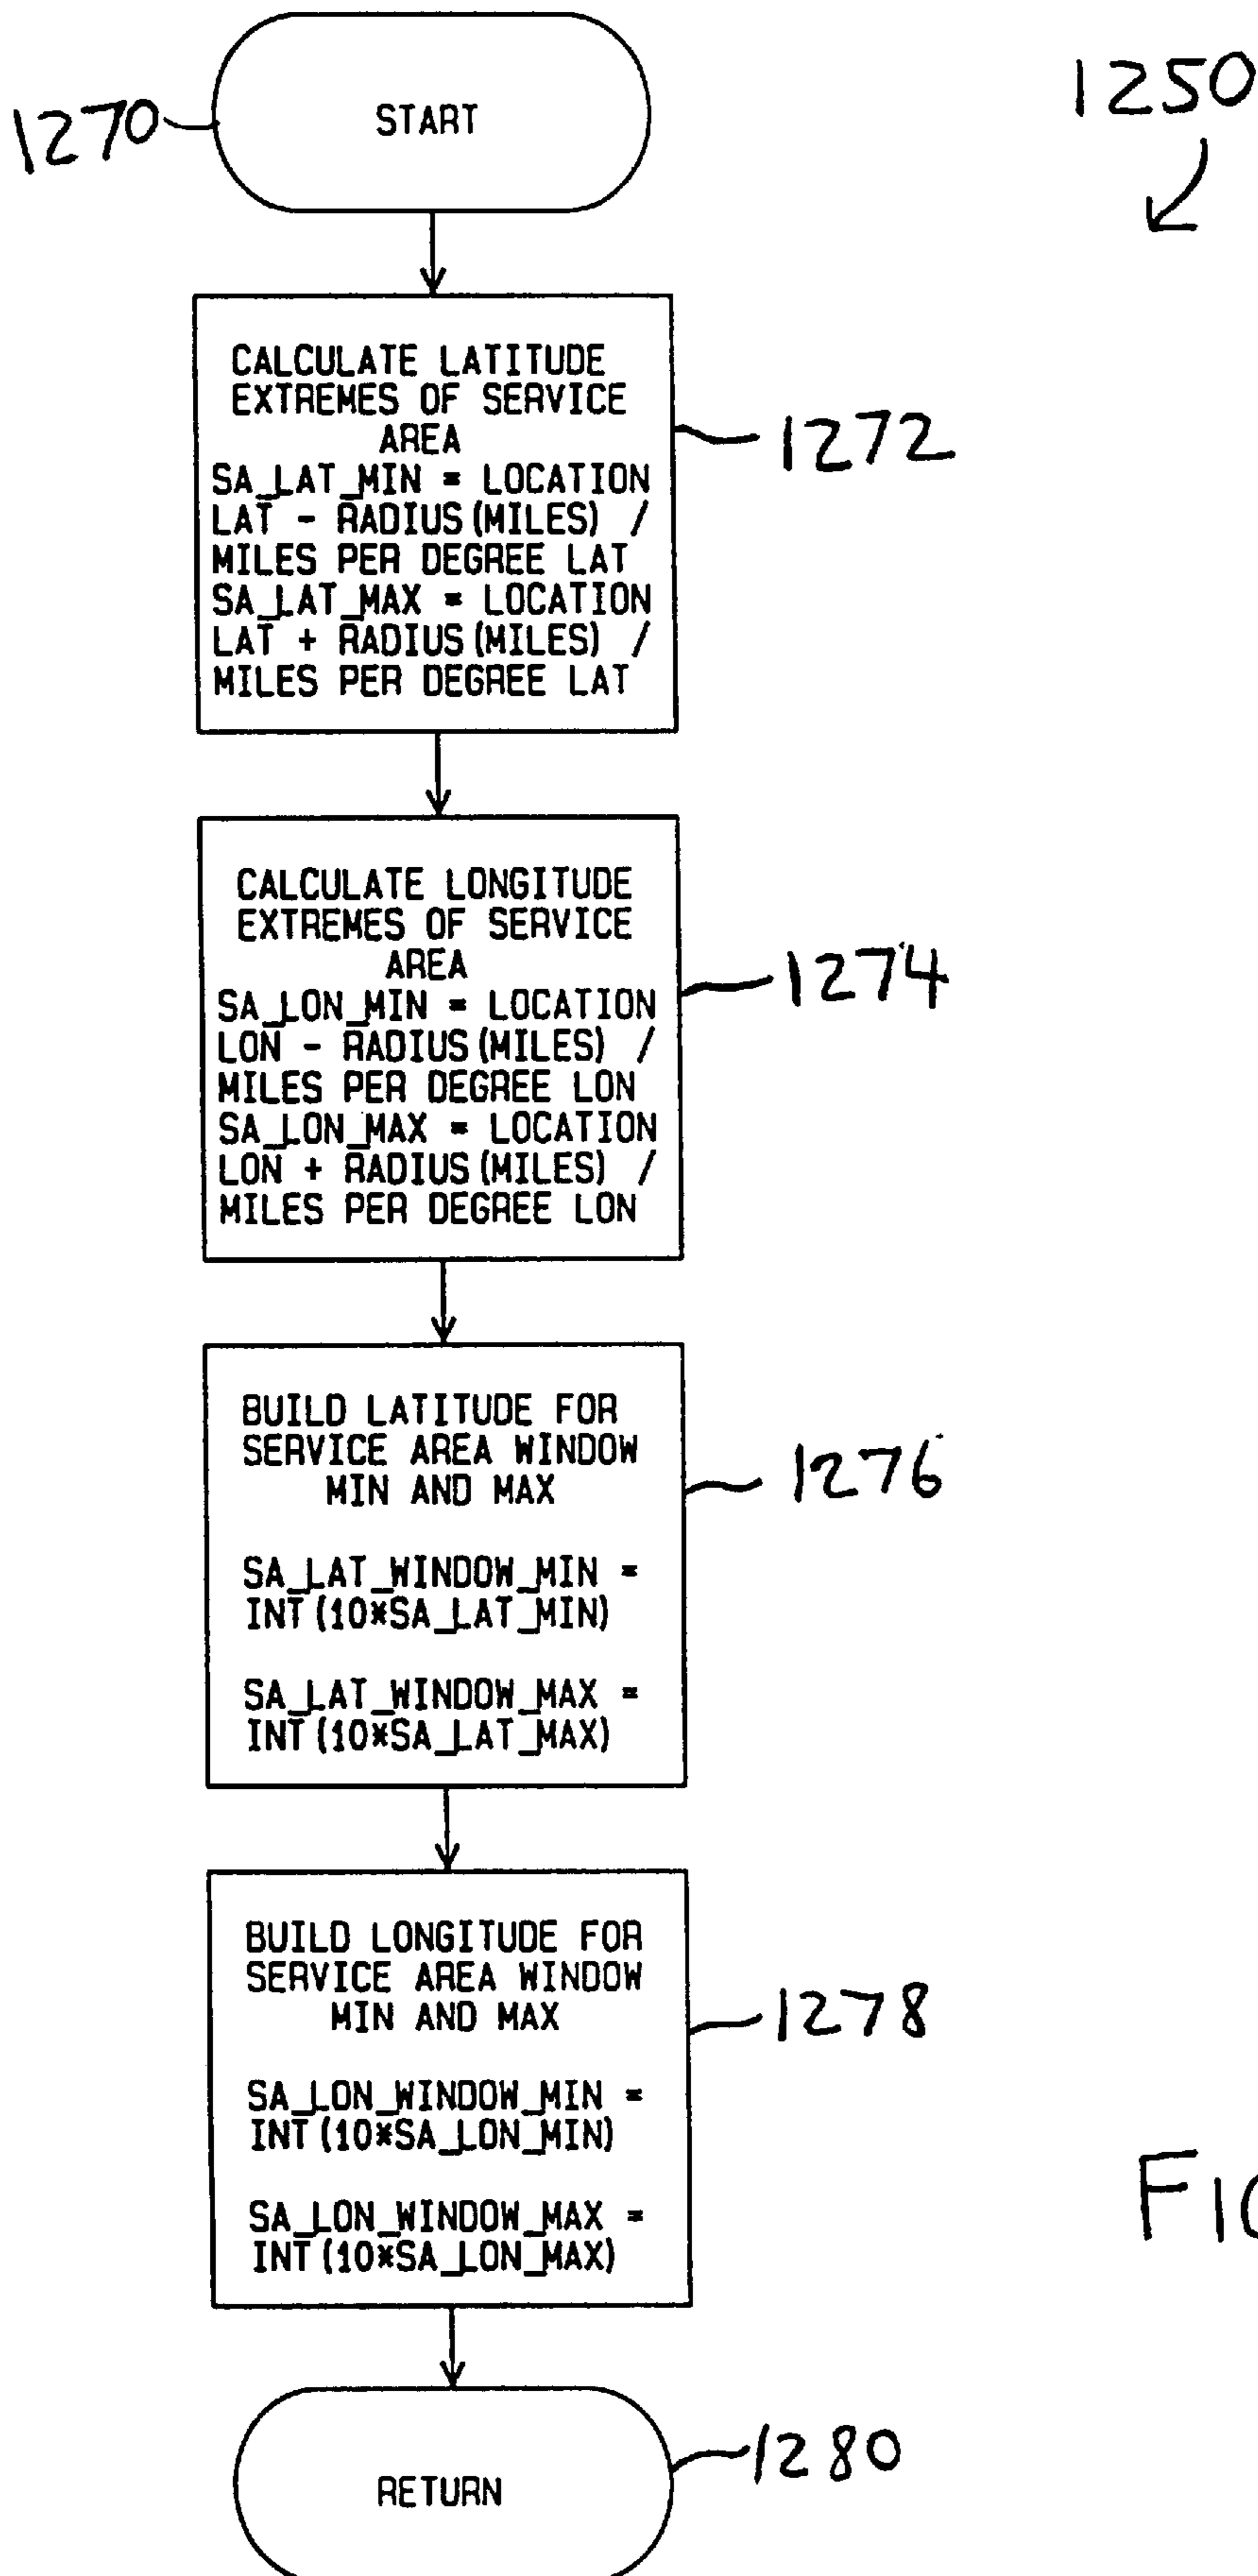 1270
START
1250
CALCULATE LATITUDE
EXTREMES OF SERVICE
AREA
SA_LAT_MIN = LOCATION
LAT - RADIUS(MILES) /
MILES PER DEGREE LAT
SA_LAT_MAX = LOCATION
LAT + RADIUS(MILES) /
MILES PER DEGREE LAT
1272
CALCULATE LONGITUDE
EXTREMES OF SERVICE
AREA
SA_LON_MIN = LOCATION
LON - RADIUS(MILES) /
MILES PER DEGREE LON
SA_LON_MAX = LOCATION
LON + RADIUS(MILES) /
MILES PER DEGREE LON
1274
BUILD LATITUDE FOR
SERVICE AREA WINDOW
MIN AND MAX
SA_LAT_WINDOW_MIN =
INT(10*SA_LAT_MIN)
SA_LAT_WINDOW_MAX =
INT(10*SA_LAT_MAX)
1276
BUILD LONGITUDE FOR
SERVICE AREA WINDOW
MIN AND MAX
SA_LON_WINDOW_MIN =
INT(10*SA_LON_MIN)
SA_LON_WINDOW_MAX =
INT(10*SA_LON_MAX)
1278
RETURN
1280